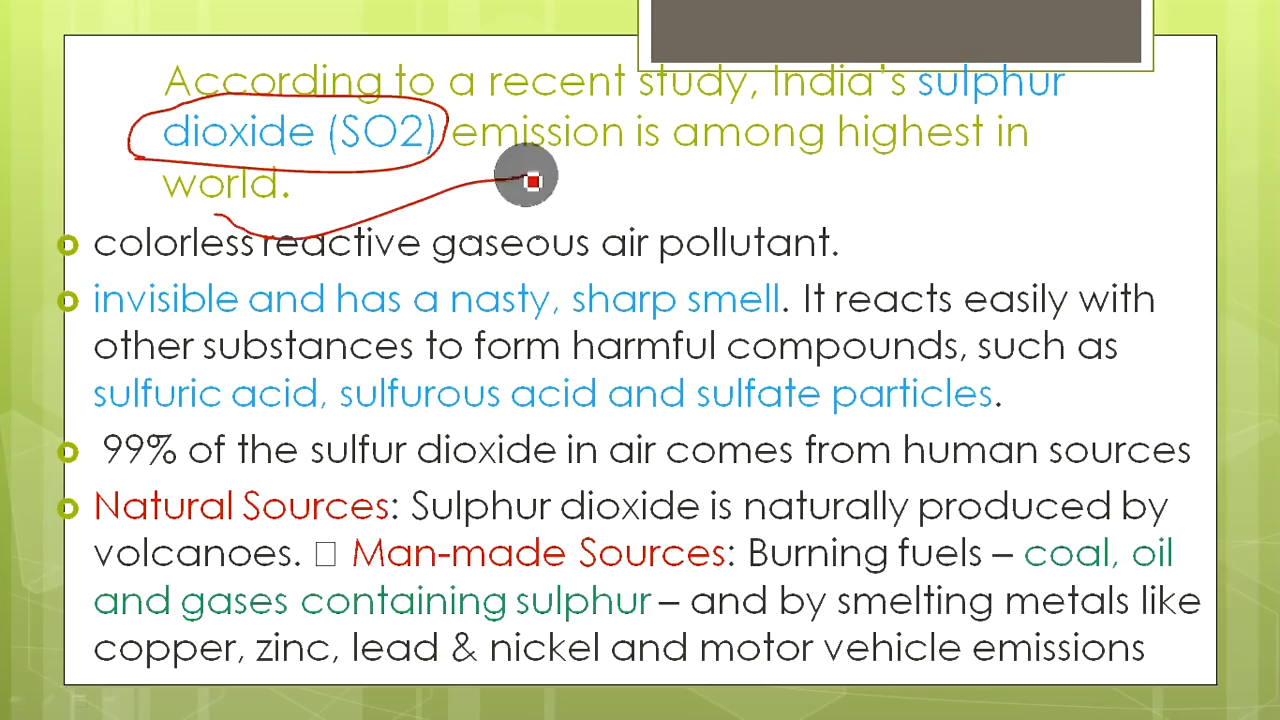 According to a recent study, India's sulphur
dioxide (SO2) emission is among highest in
world.
colorless reactive gaseous air pollutant.
invisible and has a nasty, sharp smell. It reacts easily with
other substances to form harmful compounds, such as
sulfuric acid, sulfurous acid and sulfate particles.
99% of the sulfur dioxide in air comes from human sources
Natural Sources: Sulphur dioxide is naturally produced by
volcanoes. □ Man-made Sources: Burning fuels – coal, oil
and gases containing sulphur – and by smelting metals like
copper, zinc, lead & nickel and motor vehicle emissions